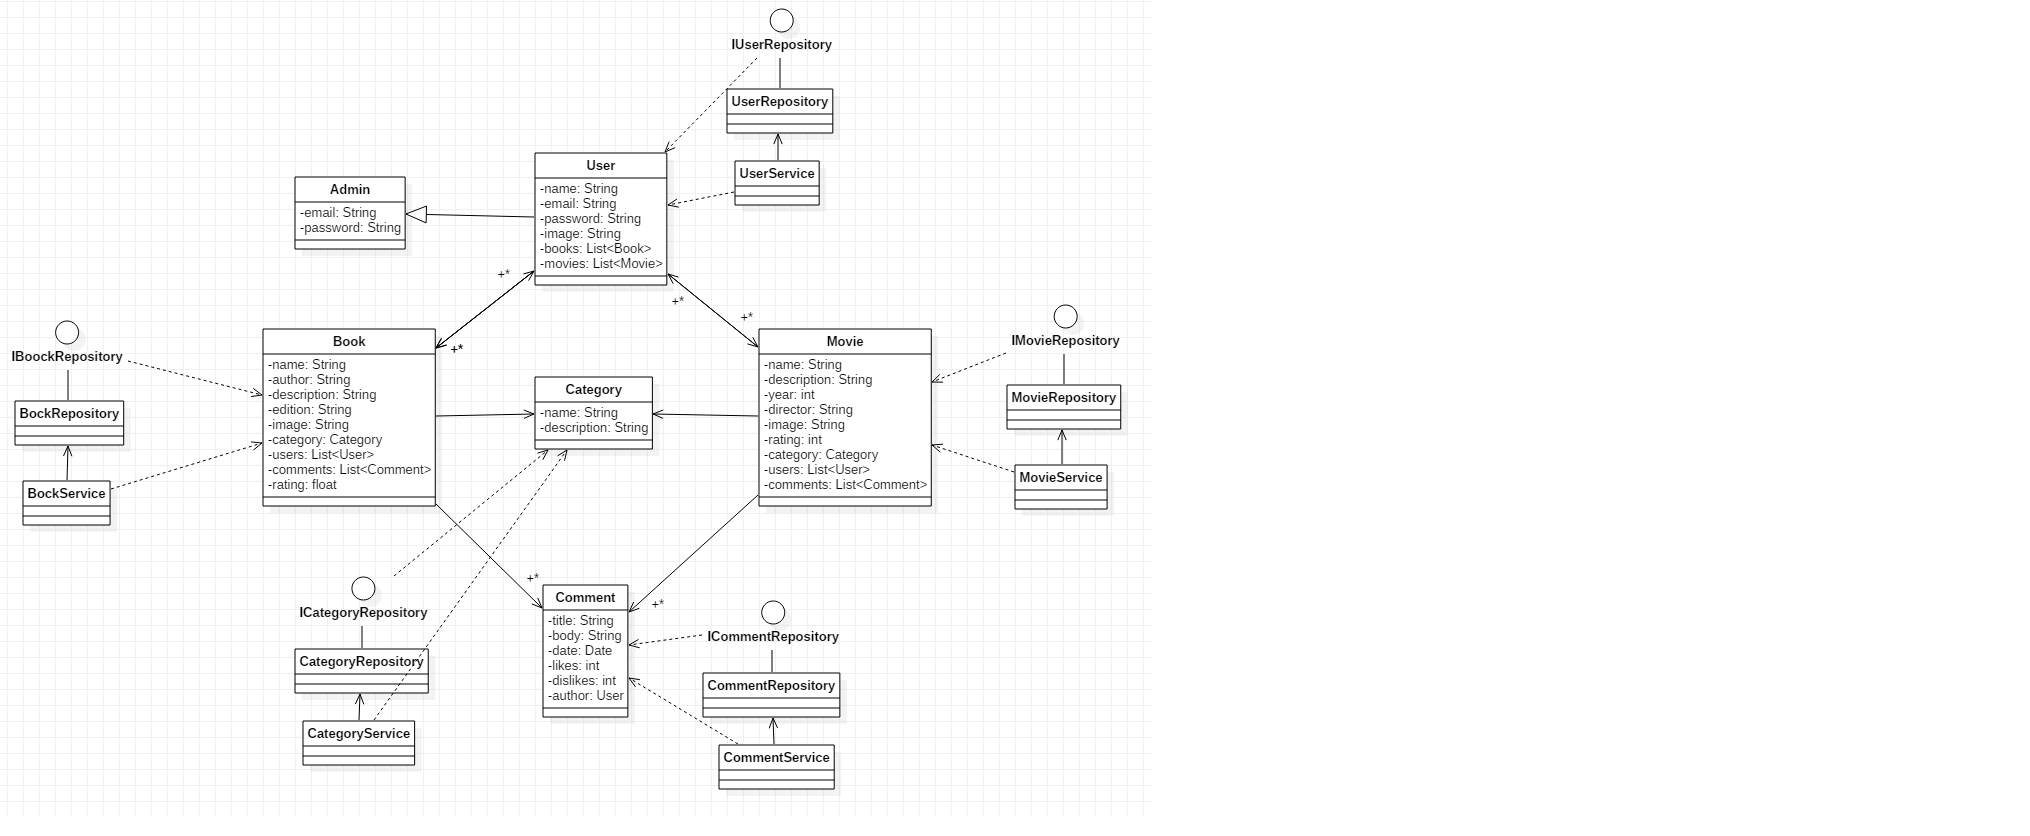 IUserRepository
UserRepository
UserService
User
-name: String
-email: String
-password: String
-image: String
-books: List<Book>
-movies: List<Movie>
Admin
-email: String
-password: String
+*
+*
+*
+*
Book
-name: String
-author: String
-description: String
-edition: String
-image: String
-category: Category
-users: List<User>
-comments: List<Comment>
-rating: float
Category
-name: String
-description: String
Movie
-name: String
-description: String
-year: int
-director: String
-image: String
-rating: int
-category: Category
-users: List<User>
-comments: List<Comment>
IBoockRepository
BockRepository
BockService
IMovieRepository
MovieRepository
MovieService
ICategoryRepository
CategoryRepository
CategoryService
+*
+*
Comment
-title: String
-body: String
-date: Date
-likes: int
-dislikes: int
-author: User
ICommentRepository
CommentRepository
CommentService